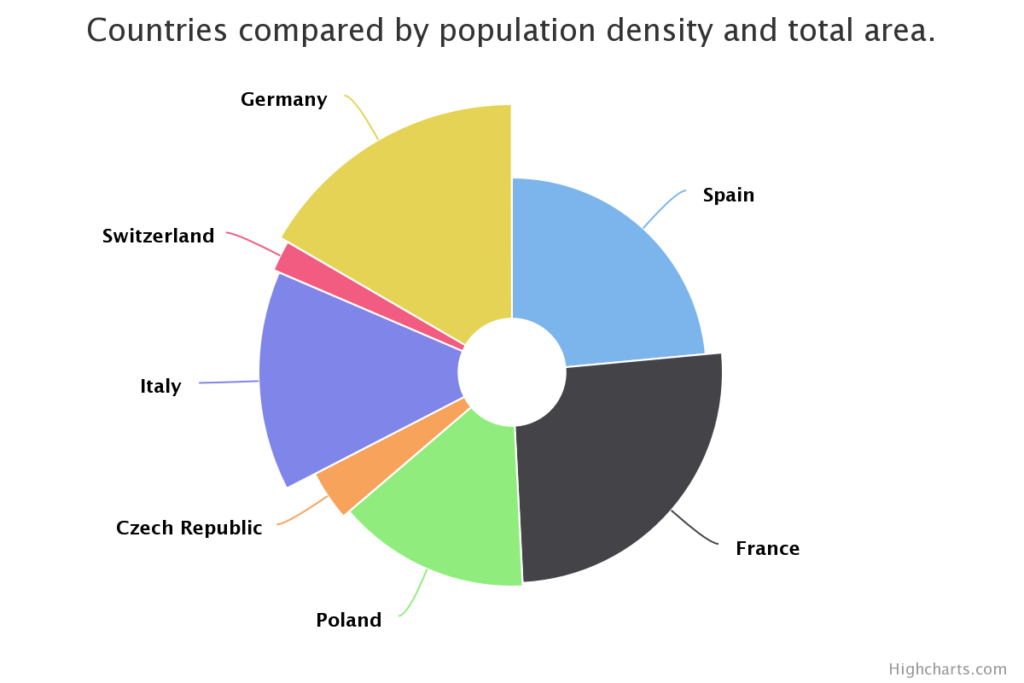 Countries compared by population density and total area.
Germany
Spain
Switzerland
Italy
Czech Republic
France
Poland
Highcharts.com